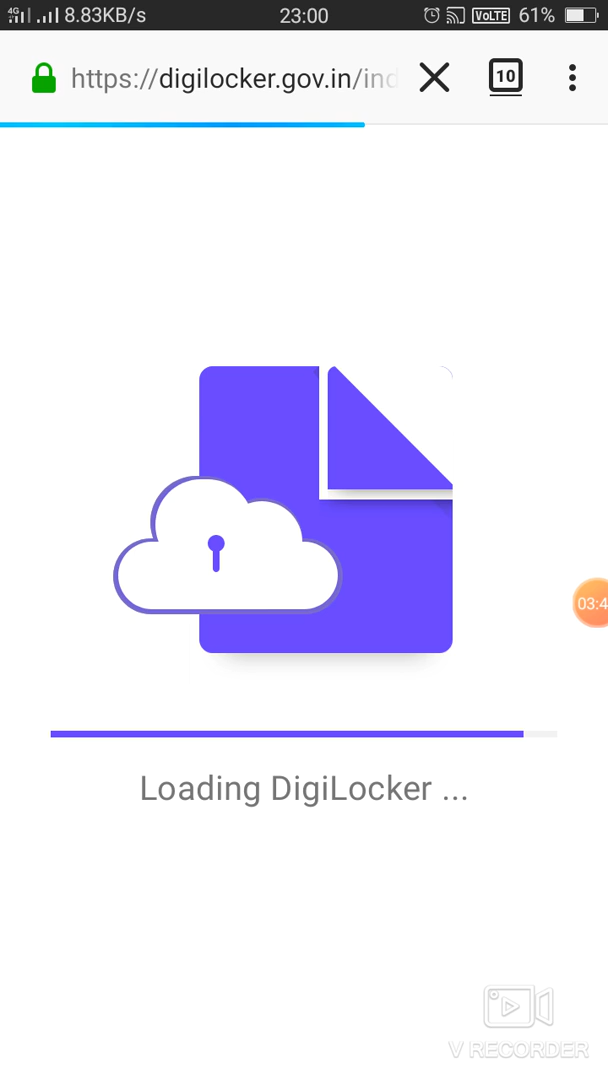 4G 8.83KB/s 23:00 VoLTE 61%
https://digilocker.gov.in/ind 10
03:4
Loading DigiLocker ...
V RECORDER